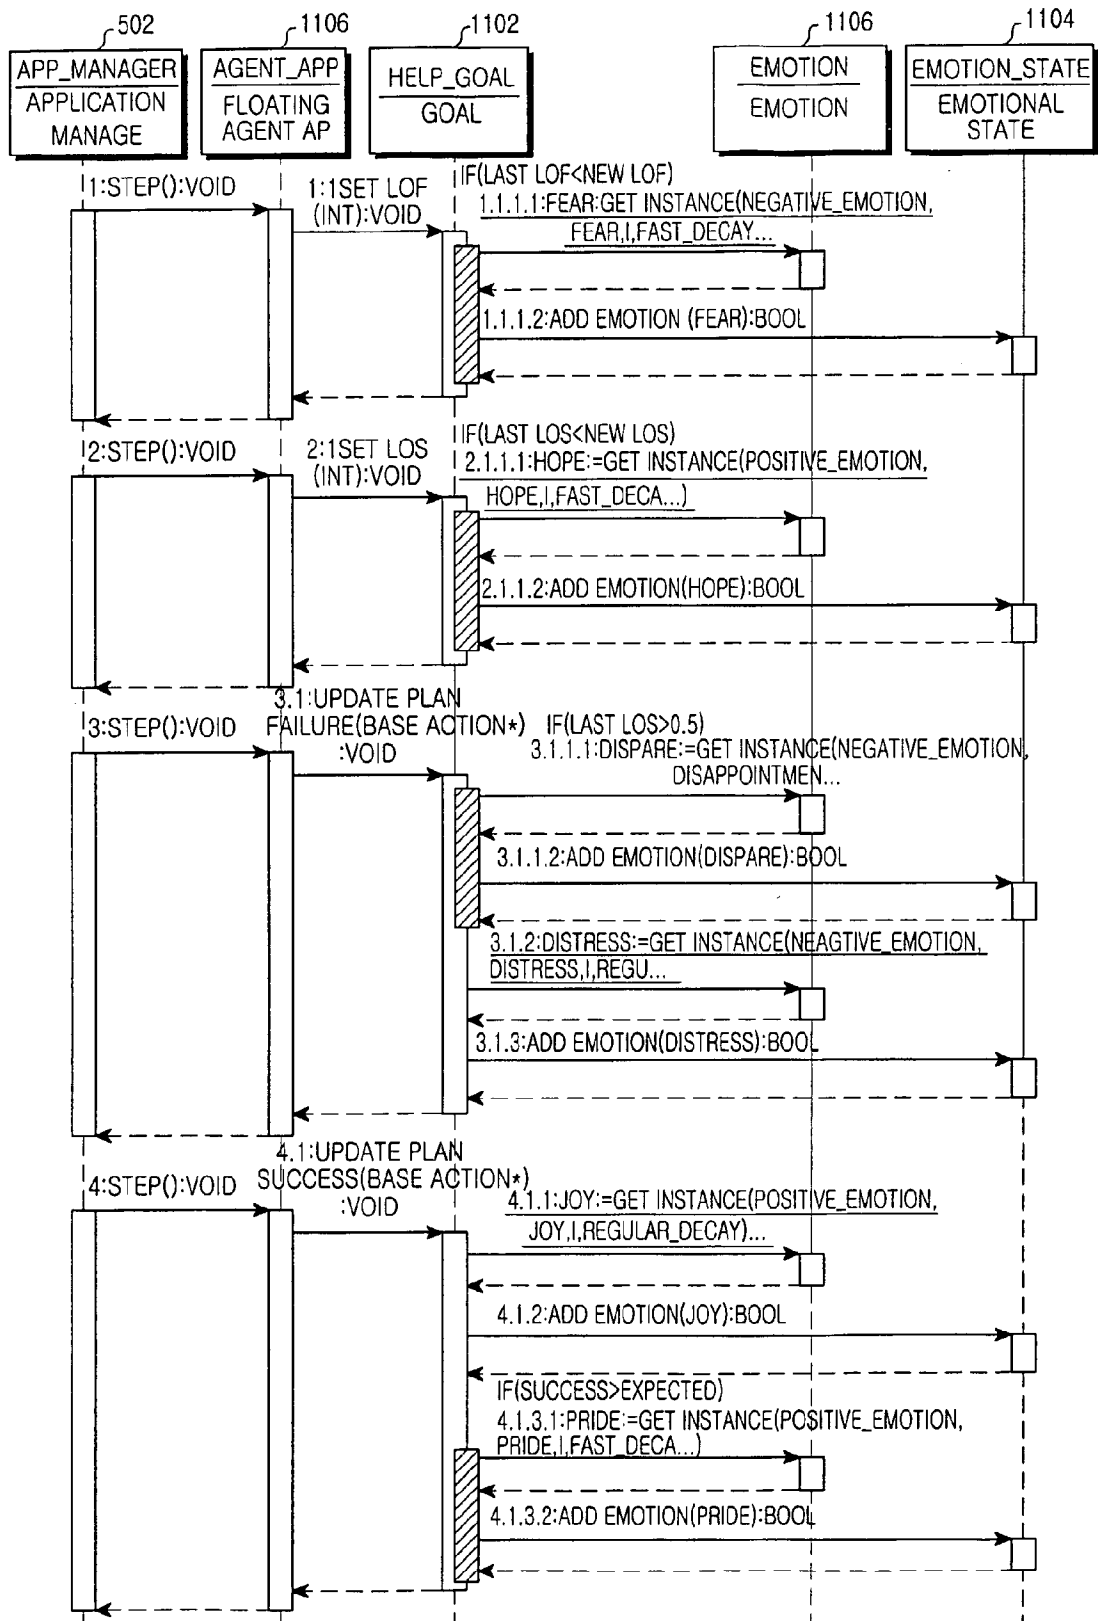 502
1106
1102
1106
1104
APP_MANAGER
APPLICATION
MANAGE
AGENT_APP
FLOATING
AGENT AP
HELP_GOAL
GOAL
EMOTION
EMOTION
EMOTION_STATE
EMOTIONAL
STATE
1:STEP():VOID
1:1SET LOF
(INT):VOID
IF(LAST LOF<NEW LOF)
1.1.1.1:FEAR:GET INSTANCE(NEGATIVE_EMOTION,
FEAR,I,FAST_DECAY...
1.1.1.2:ADD EMOTION (FEAR):BOOL
2:STEP():VOID
2:1SET LOS
(INT):VOID
IF(LAST LOS<NEW LOS)
2.1.1.1:HOPE:=GET INSTANCE(POSITIVE_EMOTION,
HOPE,I,FAST_DECA...)
2.1.1.2:ADD EMOTION(HOPE):BOOL
3:STEP():VOID
3.1:UPDATE PLAN
FAILURE(BASE ACTION*)
:VOID
IF(LAST LOS>0.5)
3.1.1.1:DISPARE:=GET INSTANCE(NEGATIVE_EMOTION,
DISAPPOINTMEN...
3.1.1.2:ADD EMOTION(DISPARE):BOOL
3.1.2:DISTRESS:=GET INSTANCE(NEAGTIVE_EMOTION,
DISTRESS,I,REGU...
3.1.3:ADD EMOTION(DISTRESS):BOOL
4:STEP():VOID
4.1:UPDATE PLAN
SUCCESS(BASE ACTION*)
:VOID
4.1.1:JOY:=GET INSTANCE(POSITIVE_EMOTION,
JOY,I,REGULAR_DECAY)...
4.1.2:ADD EMOTION(JOY):BOOL
IF(SUCCESS>EXPECTED)
4.1.3.1:PRIDE:=GET INSTANCE(POSITIVE_EMOTION,
PRIDE,I,FAST_DECA...)
4.1.3.2:ADD EMOTION(PRIDE):BOOL